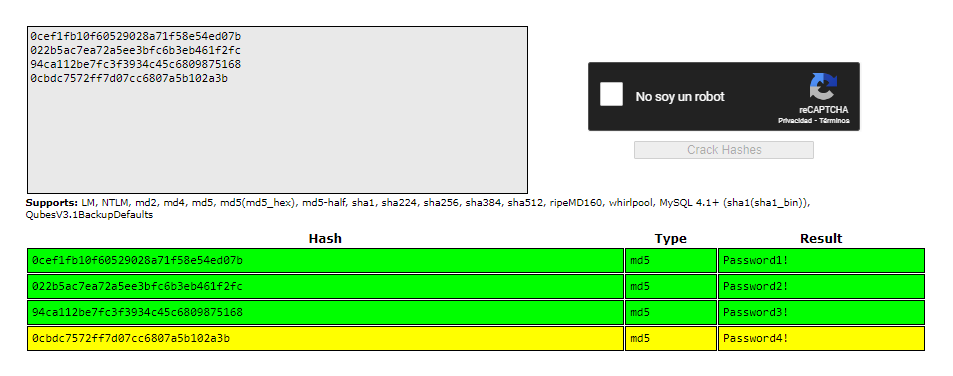 0cef1fb10f60529028a71f58e54ed07b
022b5ac7ea72a5ee3bfc6b3eb461f2fc
94ca112be7fc3f3934c45c6809875168
0cbdc7572ff7d07cc6807a5b102a3b
No soy un robot
reCAPTCHA
Privacidad - Términos
Crack Hashes
Supports: LM, NTLM, md2, md4, md5, md5(md5_hex), md5-half, sha1, sha224, sha256, sha384, sha512, ripeMD160, whirlpool, MySQL 4.1+ (sha1(sha1_bin)),
QubesV3.1BackupDefaults
Hash Type Result
0cef1fb10f60529028a71f58e54ed07b md5 Password1!
022b5ac7ea72a5ee3bfc6b3eb461f2fc md5 Password2!
94ca112be7fc3f3934c45c6809875168 md5 Password3!
0cbdc7572ff7d07cc6807a5b102a3b md5 Password4!